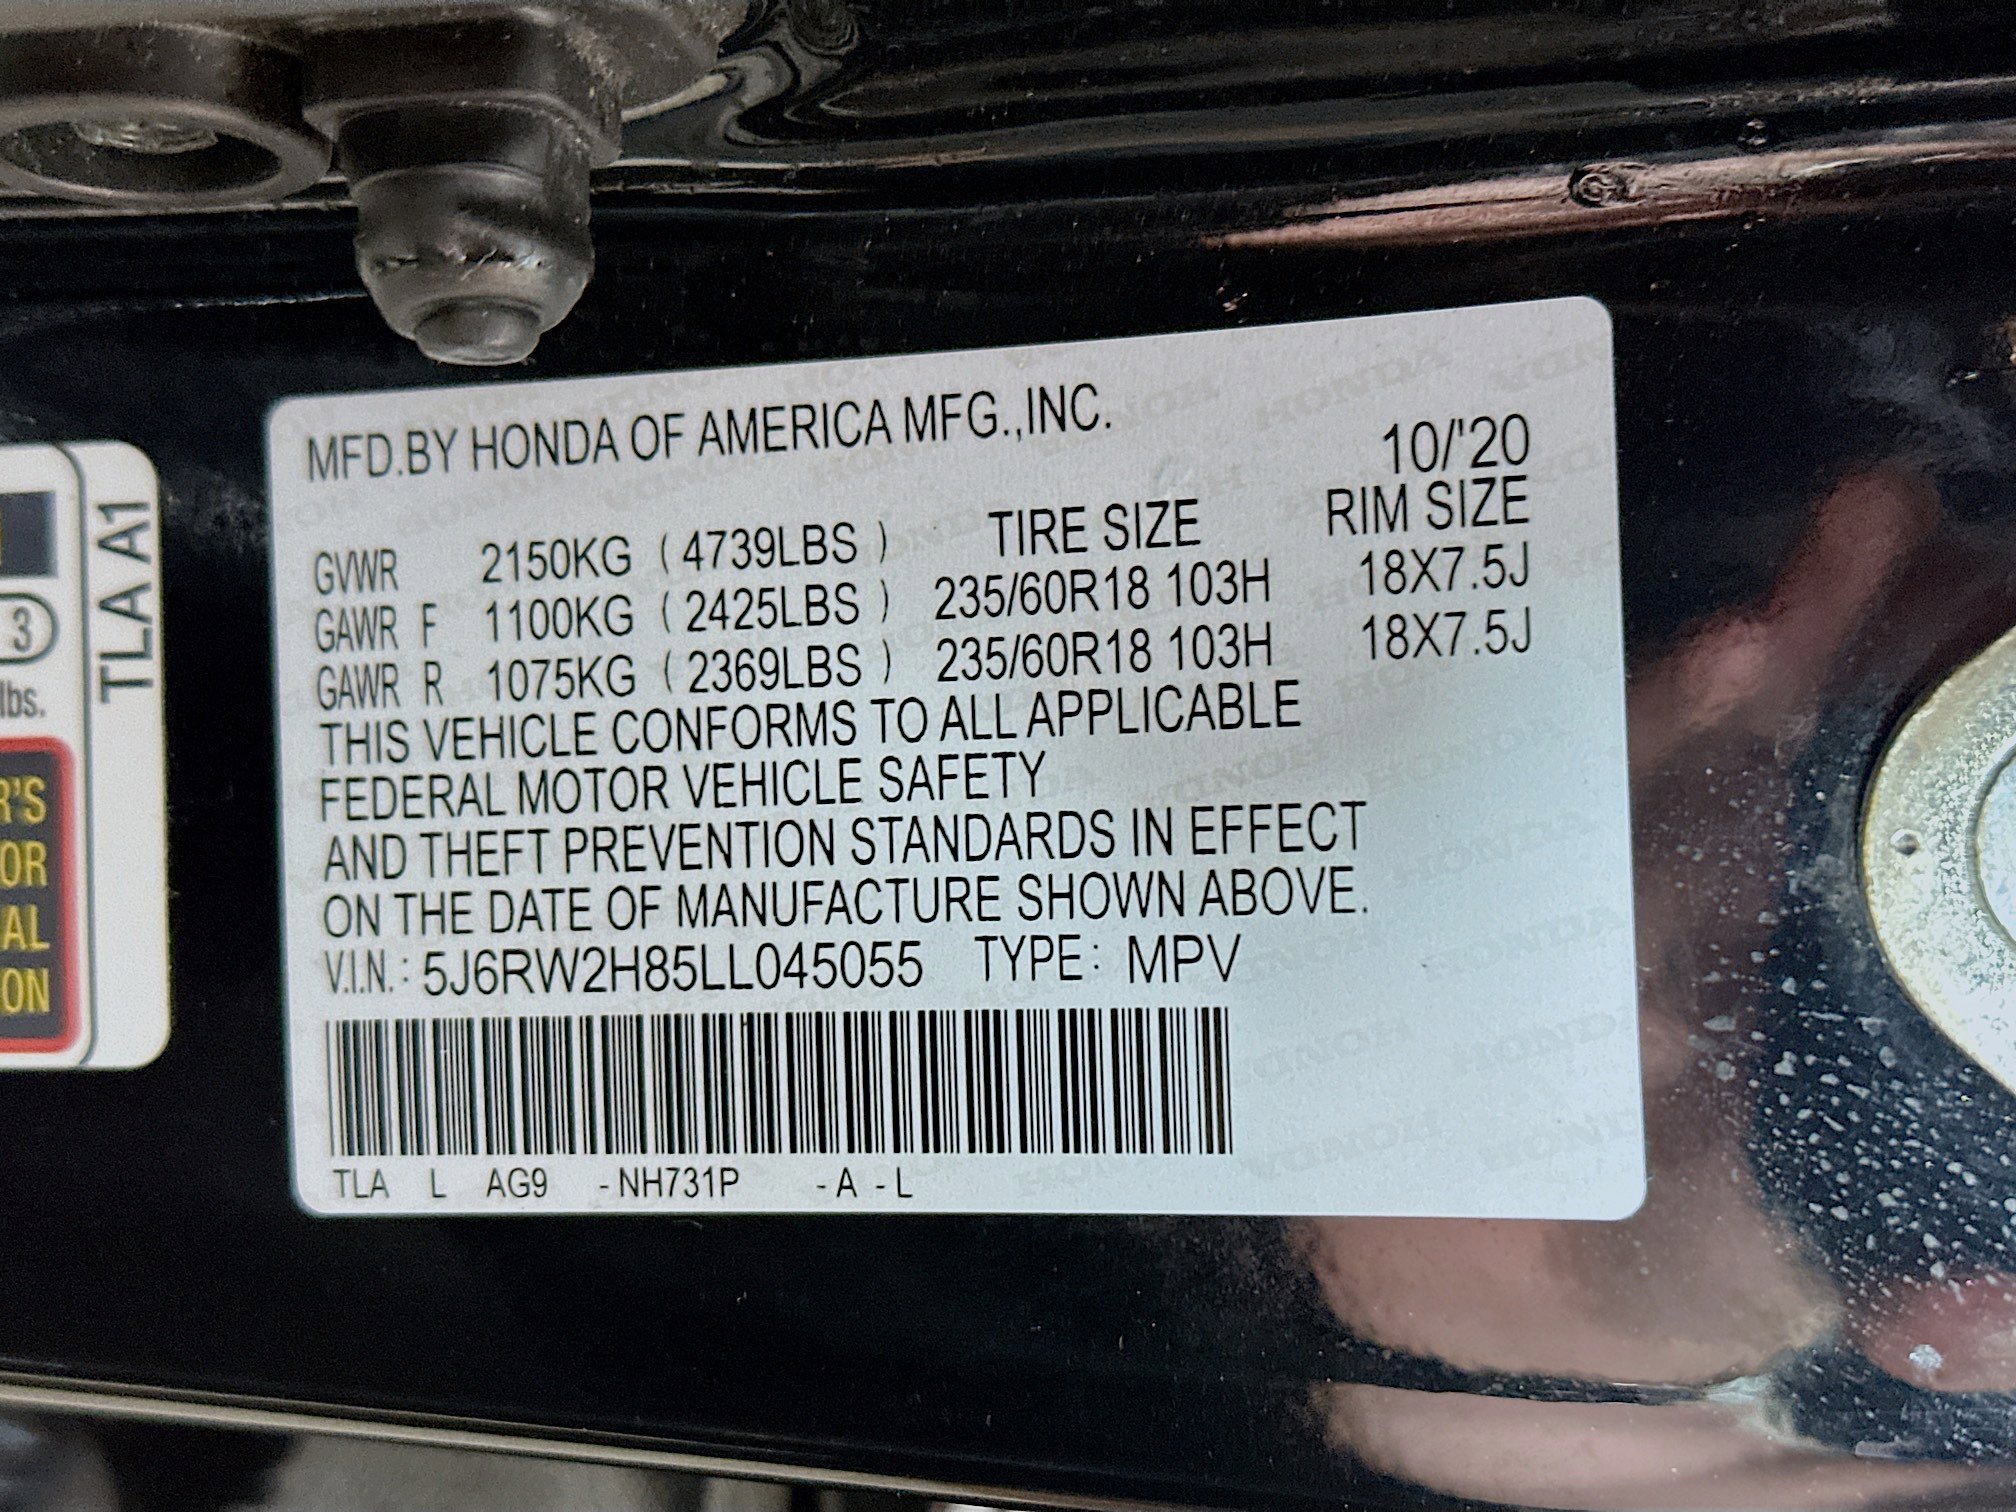 MFD.BY HONDA OF AMERICA MFG.,INC.
10/'20
GVWR 2150KG ( 4739LBS ) TIRE SIZE RIM SIZE
GAWR F 1100KG ( 2425LBS ) 235/60R18 103H 18X7.5J
GAWR R 1075KG ( 2369LBS ) 235/60R18 103H 18X7.5J
THIS VEHICLE CONFORMS TO ALL APPLICABLE
FEDERAL MOTOR VEHICLE SAFETY
AND THEFT PREVENTION STANDARDS IN EFFECT
ON THE DATE OF MANUFACTURE SHOWN ABOVE.
V.I.N.: 5J6RW2H85LL045055 TYPE: MPV
TLA L AG9 -NH731P -A -L
TLA A1
3
lbs.